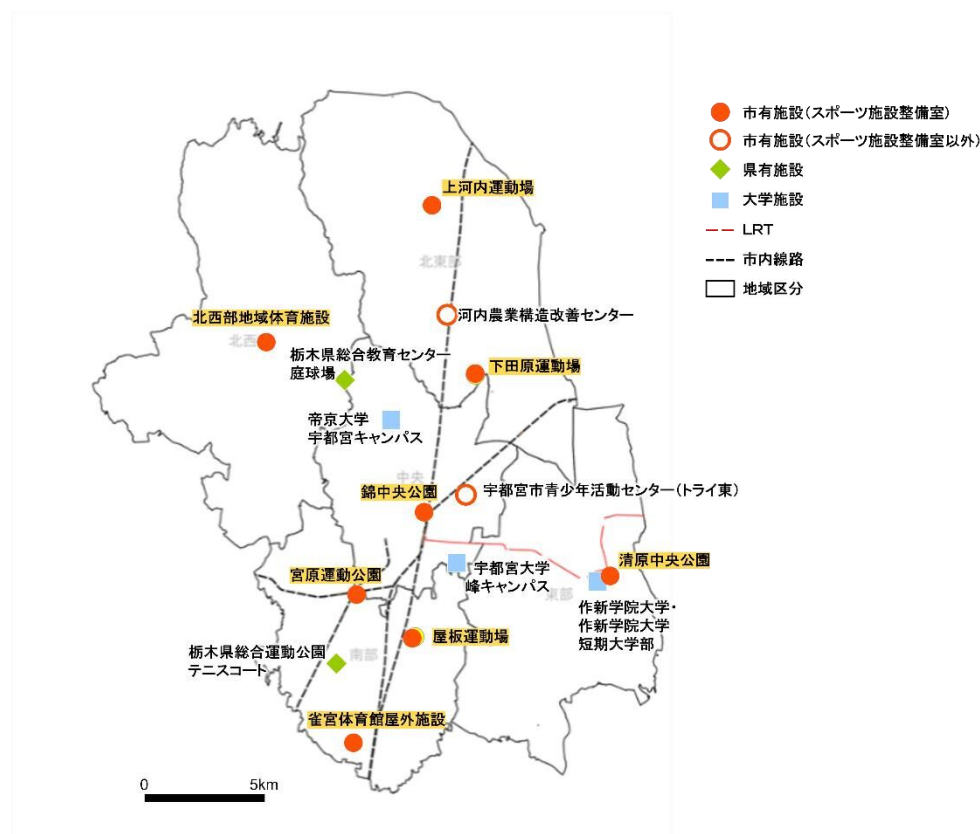 市有施設(スポーツ施設整備室)
市有施設(スポーツ施設整備室以外)
県有施設
大学施設
LRT
市内線路
地域区分
上河内運動場
北東部
河内農業構造改善センター
北西部地域体育施設
北西
栃木県総合教育センター
庭球場
下田原運動場
帝京大学
宇都宮キャンパス
中央
錦中央公園
宇都宮市青少年活動センター(トライ東)
宇都宮大学
峰キャンパス
清原中央公園
東部
作新学院大学・
作新学院大学
短期大学部
宮原運動公園
屋板運動場
栃木県総合運動公園
テニスコート
南部
雀宮体育館屋外施設
0 5km